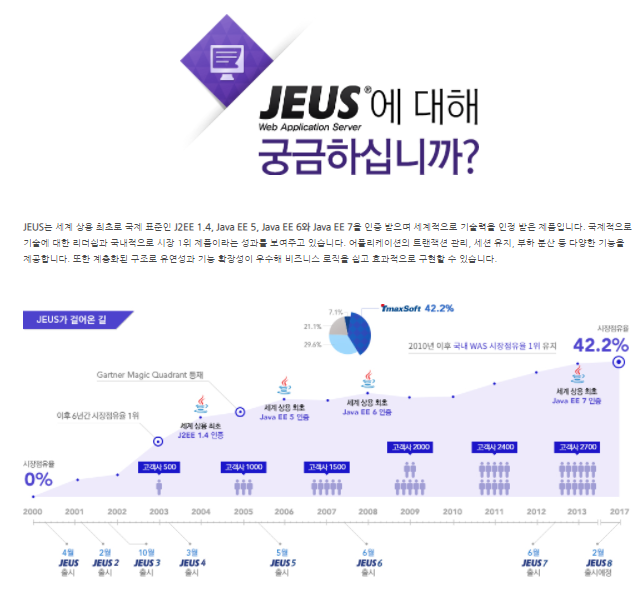 JEUS®에 대해
Web Application Server
궁금하십니까?
JEUS는 세계 상용 최초로 국제 표준인 J2EE 1.4, Java EE 5, Java EE 6와 Java EE 7을 인증 받으며 세계적으로 기술력을 인정 받은 제품입니다. 국제적으로
기술에 대한 리더쉽과 국내적으로 시장 1위 제품이라는 성과를 보여주고 있습니다. 어플리케이션의 트랜잭션 관리, 세션 유지, 부하 분산 등 다양한 기능을
제공합니다. 또한 계층화된 구조로 유연성과 기능 확장성이 우수해 비즈니스 로직을 쉽고 효과적으로 구현할 수 있습니다.
JEUS가 걸어온 길
7.1%
21.1%
29.6%
TmaxSoft 42.2%
2010년 이후 국내 WAS 시장점유율 1위 유지
시장점유율
42.2%
Gartner Magic Quadrant 등재
이후 6년간 시장점유율 1위
세계 상용 최초
J2EE 1.4 인증
세계 상용 최초
Java EE 5 인증
세계 상용 최초
Java EE 6 인증
세계 상용 최초
Java EE 7 인증
시장점유율
0%
고객사 500
고객사 1000
고객사 1500
고객사 2000
고객사 2400
고객사 2700
2000 2001 2002 2003 2004 2005 2006 2007 2008 2009 2010 2011 2012 2013 2017
4월 2월 10월 3월 5월 6월 6월 2월
JEUS JEUS 2 JEUS 3 JEUS 4 JEUS 5 JEUS 6 JEUS 7 JEUS 8
출시 출시 출시 출시 출시 출시 출시 출시예정